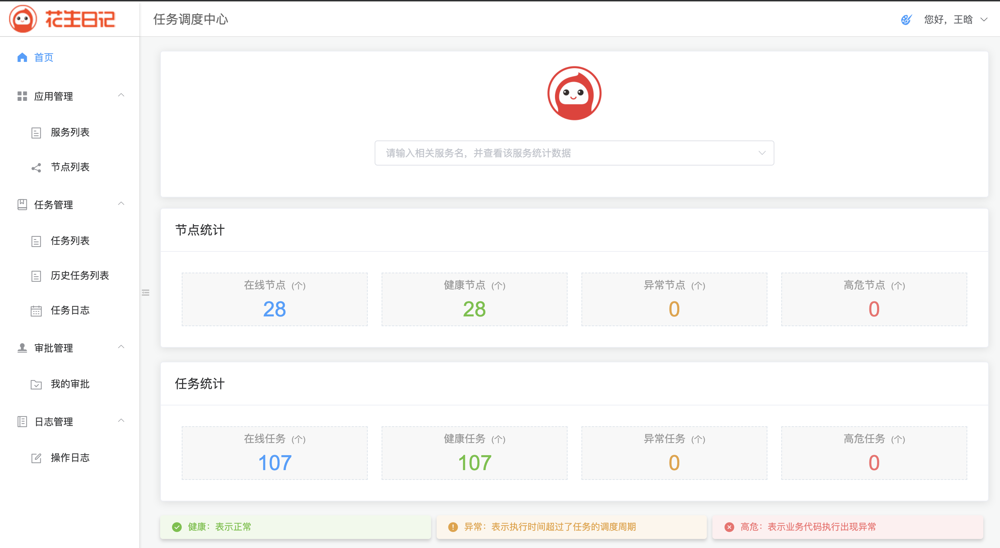 花生日记
任务调度中心
您好，王晗
首页
应用管理
服务列表
节点列表
任务管理
任务列表
历史任务列表
任务日志
审批管理
我的审批
日志管理
操作日志
请输入相关服务名，并查看该服务统计数据
节点统计
在线节点 (个)
28
健康节点 (个)
28
异常节点 (个)
0
高危节点 (个)
0
任务统计
在线任务 (个)
107
健康任务 (个)
107
异常任务 (个)
0
高危任务 (个)
0
健康：表示正常
异常：表示执行时间超过了任务的调度周期
高危：表示业务代码执行出现异常